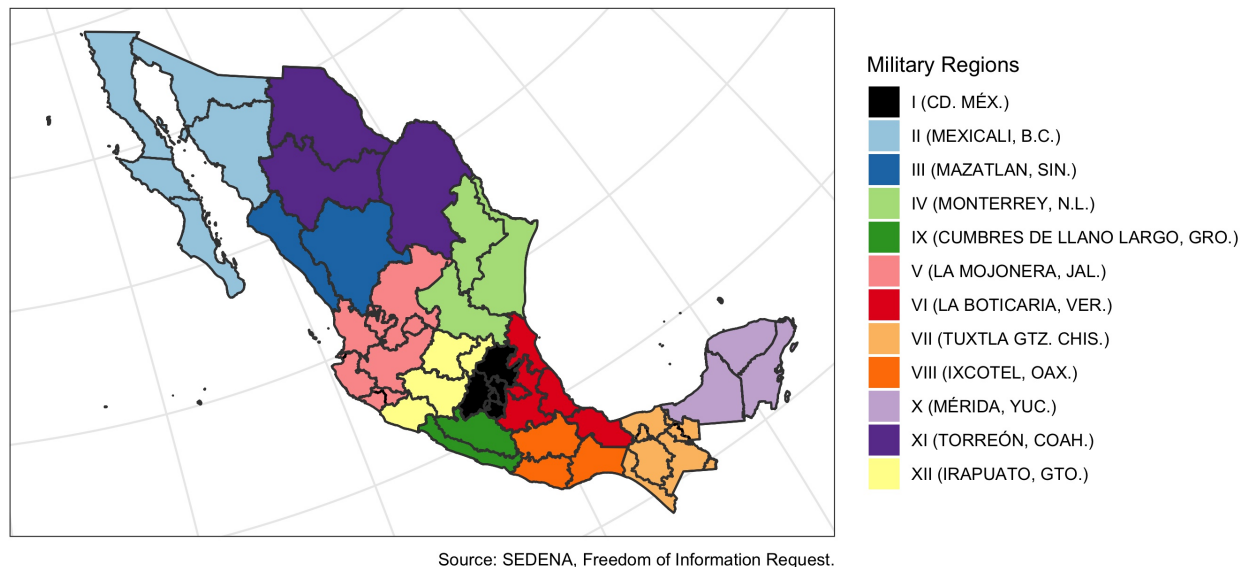 Military Regions
I (CD. MÉX.)
II (MEXICALI, B.C.)
III (MAZATLAN, SIN.)
IV (MONTERREY, N.L.)
IX (CUMBRES DE LLANO LARGO, GRO.)
V (LA MOJONERA, JAL.)
VI (LA BOTICARIA, VER.)
VII (TUXTLA GTZ. CHIS.)
VIII (IXCOTEL, OAX.)
X (MÉRIDA, YUC.)
XI (TORREÓN, COAH.)
XII (IRAPUATO, GTO.)
Source: SEDENA, Freedom of Information Request.